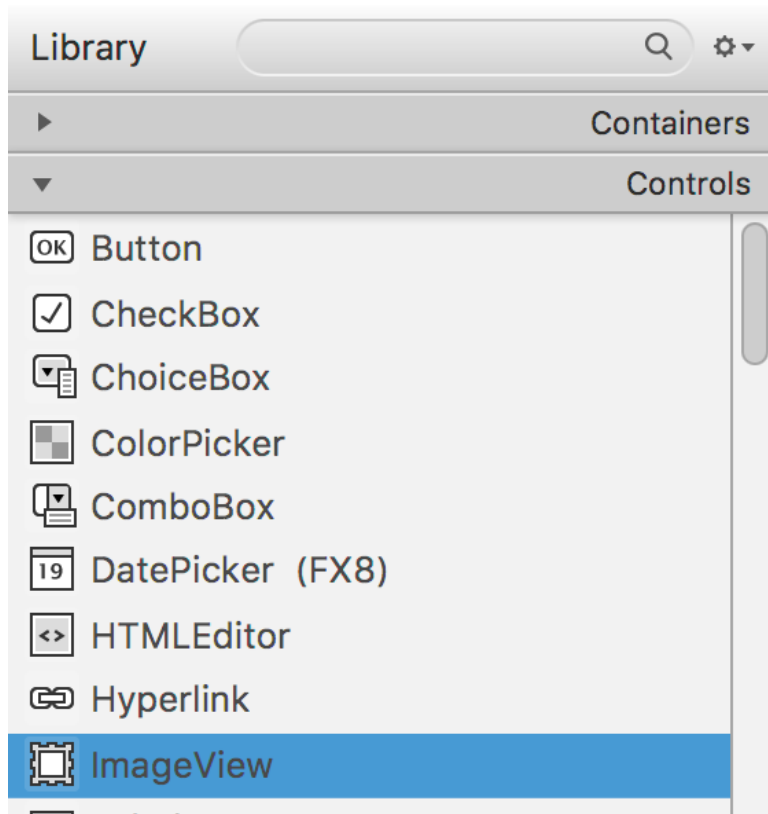 Library
Containers
Controls
OK Button
CheckBox
ChoiceBox
ColorPicker
ComboBox
19 DatePicker (FX8)
<> HTMLEditor
Hyperlink
ImageView